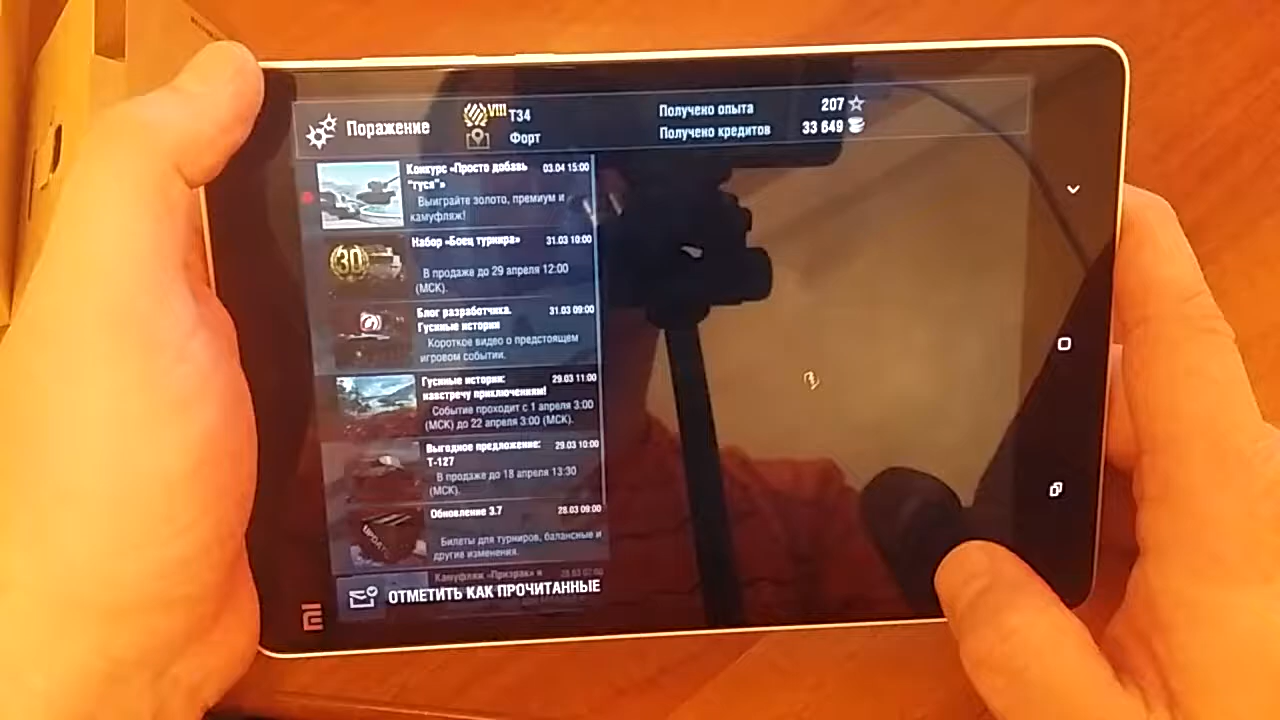 Поражение
VIII T34
Форт
Получено опыта 207
Получено кредитов 33 649
Конкурс «Просто добавь 03.04 15:00
"гуся"»
Выиграйте золото, премиум и
камуфляж!
30
Набор «Боец турнира» 31.03 10:00
В продаже до 29 апреля 12:00
(МСК).
Блог разработчика. 31.03 09:00
Гусиные истории
Короткое видео о предстоящем
игровом событии.
Гусиные истории: 29.03 11:00
навстречу приключениям!
Событие проходит с 1 апреля 3:00
(МСК) до 22 апреля 3:00 (МСК).
Выгодное предложение: 29.03 10:00
Т-127
В продаже до 18 апреля 13:30
(МСК).
Обновление 3.7 28.03 09:00
UPDATE
Билеты для турниров, балансные и
другие изменения.
Камуфляж «Призрак» и
ОТМЕТИТЬ КАК ПРОЧИТАННЫЕ